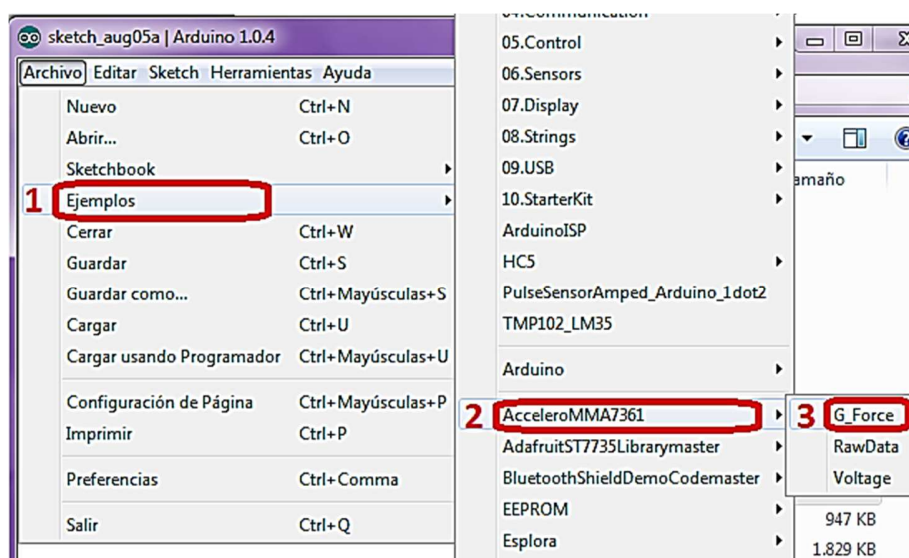 sketch_aug05a | Arduino 1.0.4
Archivo Editar Sketch Herramientas Ayuda
Nuevo Ctrl+N
Abrir... Ctrl+O
Sketchbook
1 Ejemplos
Cerrar Ctrl+W
Guardar Ctrl+S
Guardar como... Ctrl+Mayúsculas+S
Cargar Ctrl+U
Cargar usando Programador Ctrl+Mayúsculas+U
Configuración de Página Ctrl+Mayúsculas+P
Imprimir Ctrl+P
Preferencias Ctrl+Comma
Salir Ctrl+Q
04.Communication
05.Control
06.Sensors
07.Display
08.Strings
09.USB
10.StarterKit
ArduinoISP
HC5
PulseSensorAmped_Arduino_1dot2
TMP102_LM35
Arduino
2 AcceleroMMA7361
AdafruitST7735Librarymaster
BluetoothShieldDemoCodemaster
EEPROM
Esplora
amaño
3 G_Force
RawData
Voltage
947 KB
1.829 KB